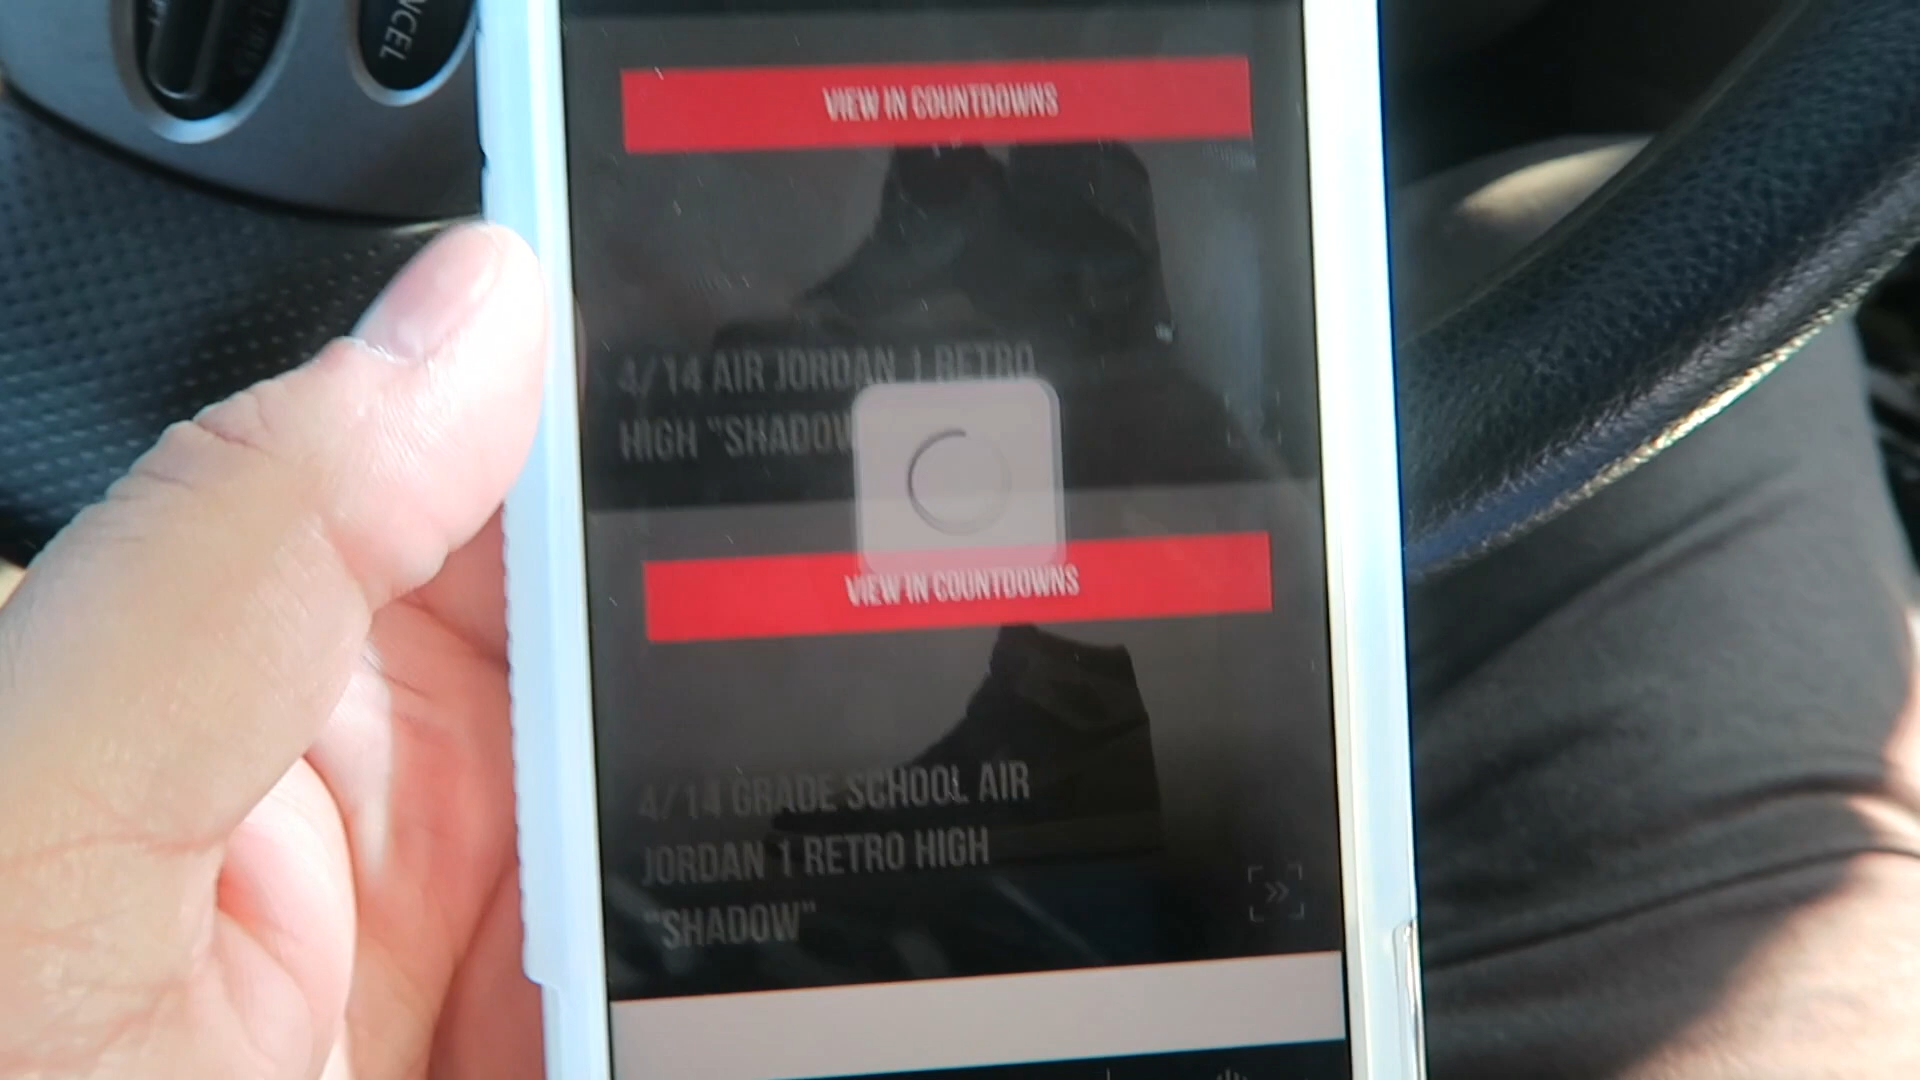 CANCEL
VIEW IN COUNTDOWNS
4/14 AIR JORDAN 1 RETRO
HIGH "SHADOW
VIEW IN COUNTDOWNS
4/14 GRADE SCHOOL AIR
JORDAN 1 RETRO HIGH
"SHADOW"